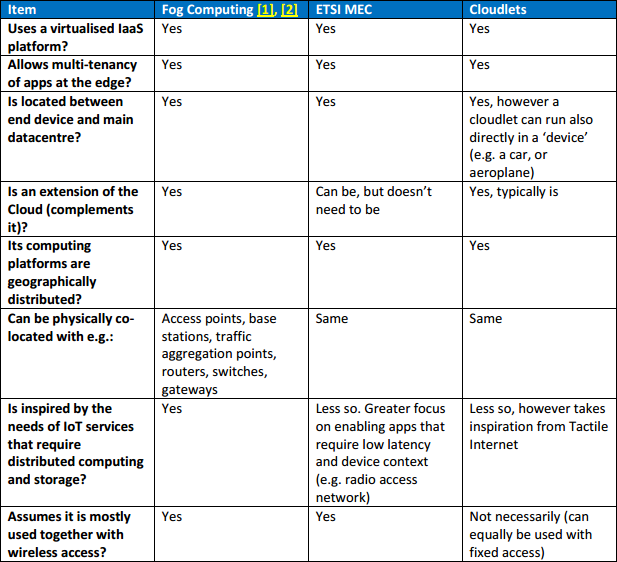 Item Fog Computing [1], [2] ETSI MEC Cloudlets
Uses a virtualised IaaS
platform?
Yes
Yes
Yes
Allows multi-tenancy
of apps at the edge?
Yes
Yes
Yes
Is located between
end device and main
datacentre?
Yes
Yes
Yes, however a
cloudlet can run also
directly in a ‘device’
(e.g. a car, or
aeroplane)
Is an extension of the
Cloud (complements
it)?
Yes
Can be, but doesn’t
need to be
Yes, typically is
Its computing
platforms are
geographically
distributed?
Yes
Yes
Yes
Can be physically co-
located with e.g.:
Access points, base
stations, traffic
aggregation points,
routers, switches,
gateways
Same
Same
Is inspired by the
needs of IoT services
that require
distributed computing
and storage?
Yes
Less so. Greater focus
on enabling apps that
require low latency
and device context
(e.g. radio access
network)
Less so, however takes
inspiration from Tactile
Internet
Assumes it is mostly
used together with
wireless access?
Yes
Yes
Not necessarily (can
equally be used with
fixed access)